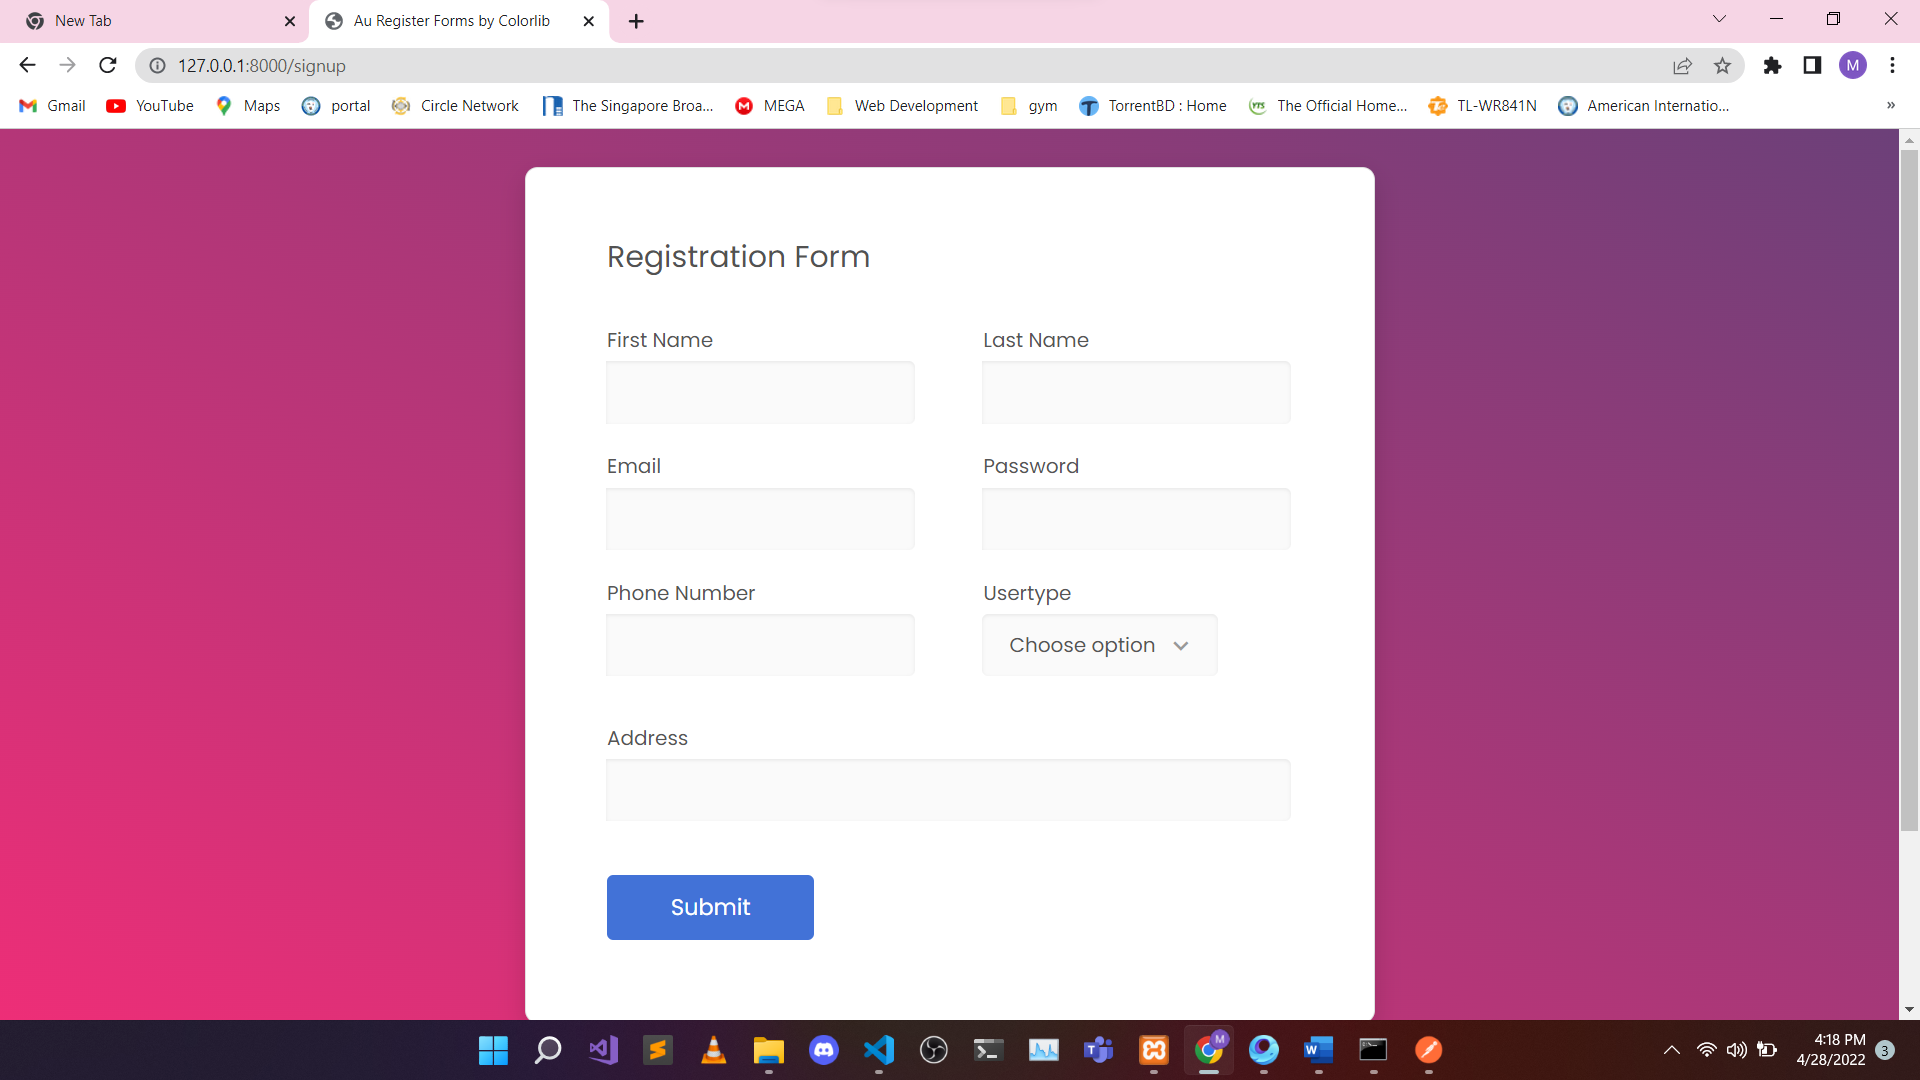 New Tab
Au Register Forms by Colorlib
127.0.0.1:8000/signup
M
Gmail
YouTube
Maps
portal
Circle Network
The Singapore Broa...
MEGA
Web Development
gym
TorrentBD : Home
The Official Home...
TL-WR841N
American Internatio...
»
Registration Form
First Name
Last Name
Email
Password
Phone Number
Usertype
Choose option
Address
Submit
4:18 PM
4/28/2022
3